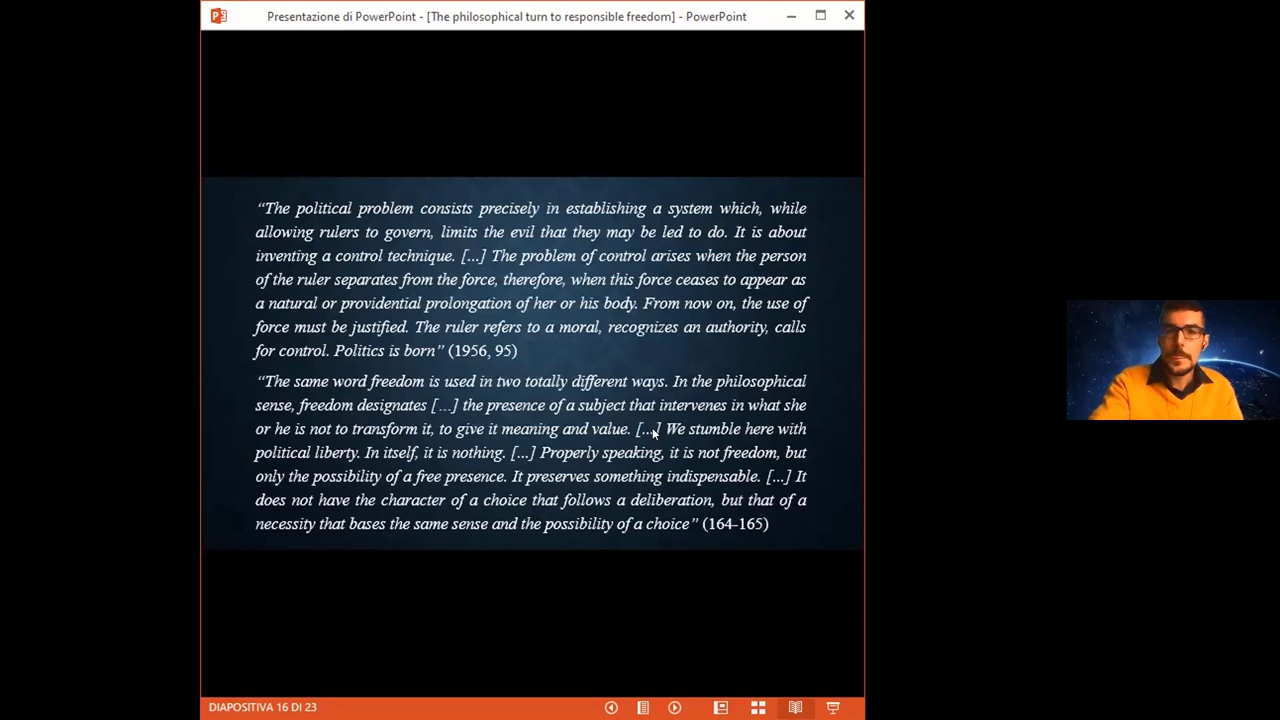 Presentazione di PowerPoint - [The philosophical turn to responsible freedom] - PowerPoint
“The political problem consists precisely in establishing a system which, while
allowing rulers to govern, limits the evil that they may be led to do. It is about
inventing a control technique. [...] The problem of control arises when the person
of the ruler separates from the force, therefore, when this force ceases to appear as
a natural or providential prolongation of her or his body. From now on, the use of
force must be justified. The ruler refers to a moral, recognizes an authority, calls
for control. Politics is born” (1956, 95)
“The same word freedom is used in two totally different ways. In the philosophical
sense, freedom designates [...] the presence of a subject that intervenes in what she
or he is not to transform it, to give it meaning and value. [...] We stumble here with
political liberty. In itself, it is nothing. [...] Properly speaking, it is not freedom, but
only the possibility of a free presence. It preserves something indispensable. [...] It
does not have the character of a choice that follows a deliberation, but that of a
necessity that bases the same sense and the possibility of a choice” (164-165)
DIAPOSITIVA 16 DI 23